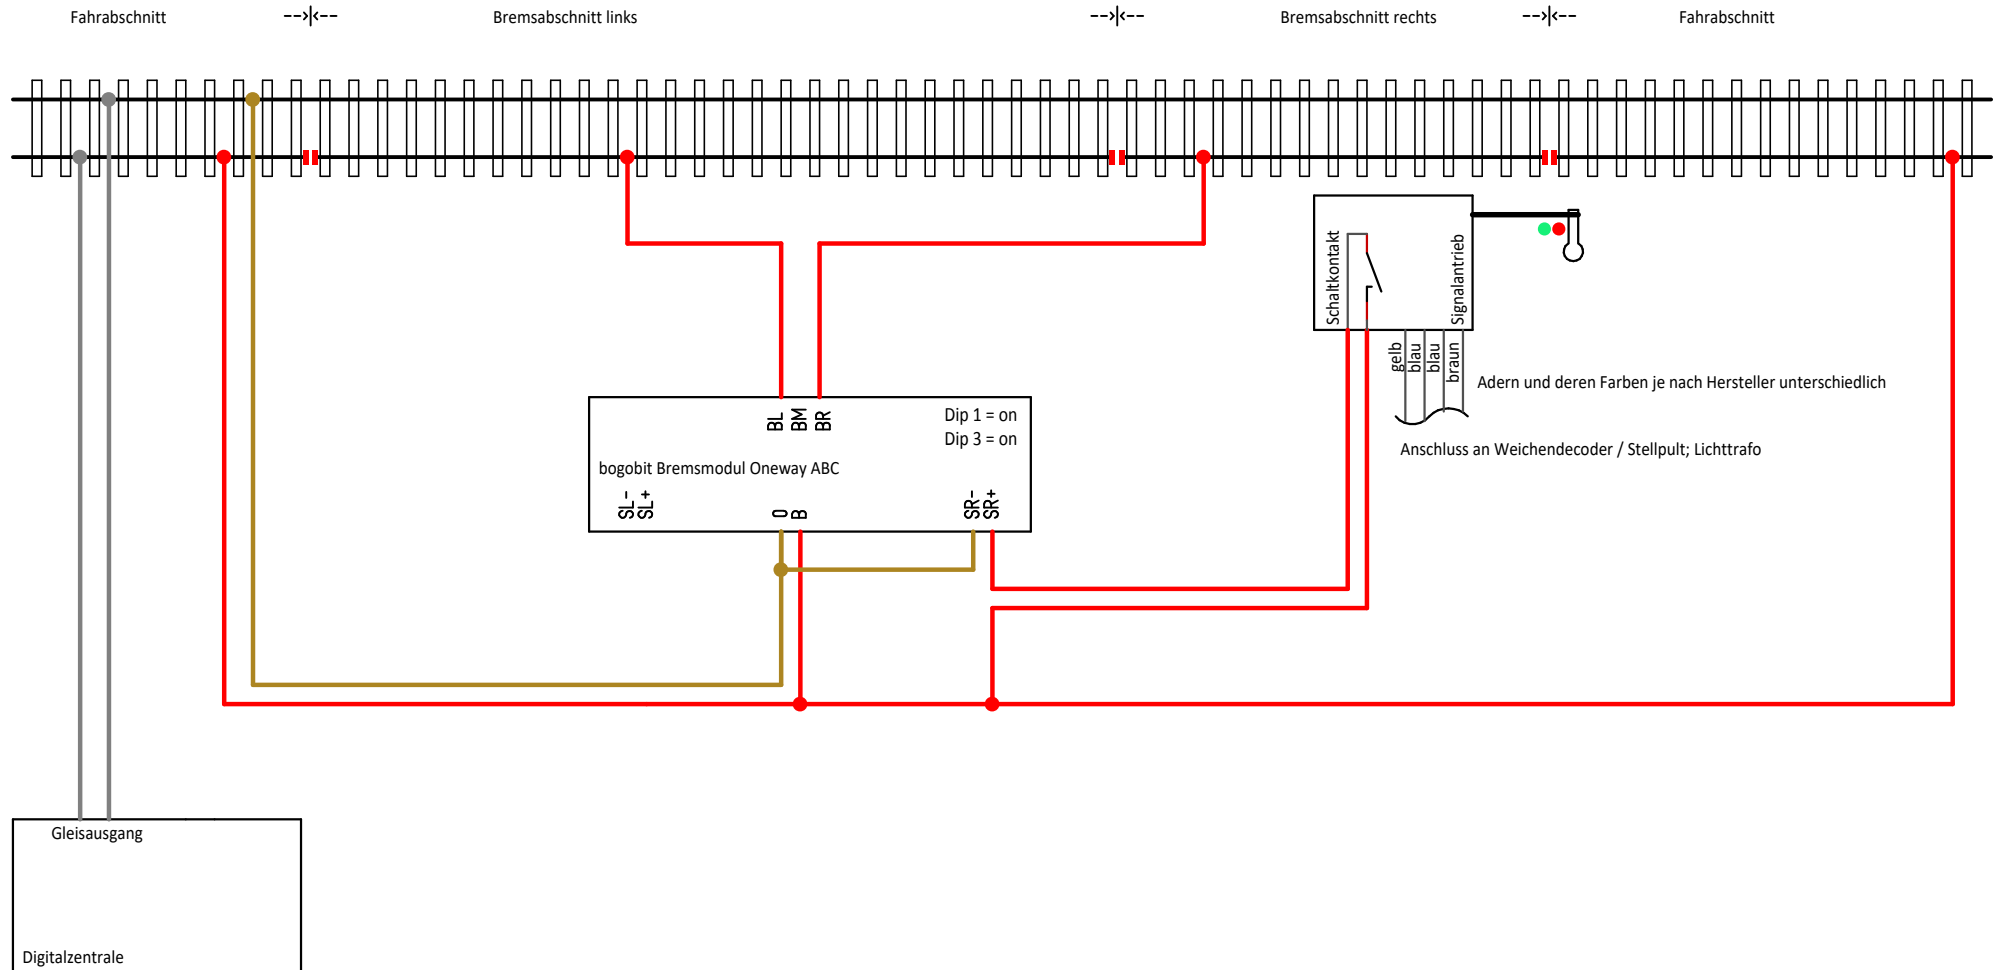 Fahrabschnitt
Bremsabschnitt links
Bremsabschnitt rechts
Fahrabschnitt
Schaltkontakt
Signalantrieb
gelb
blau
blau
braun
Adern und deren Farben je nach Hersteller unterschiedlich
Anschluss an Weichendecoder / Stellpult; Lichttrafo
BL
BM
BR
Dip 1 = on
Dip 3 = on
bogobit Bremsmodul Oneway ABC
SL-
SL+
0
B
SR-
SR+
Gleisausgang
Digitalzentrale